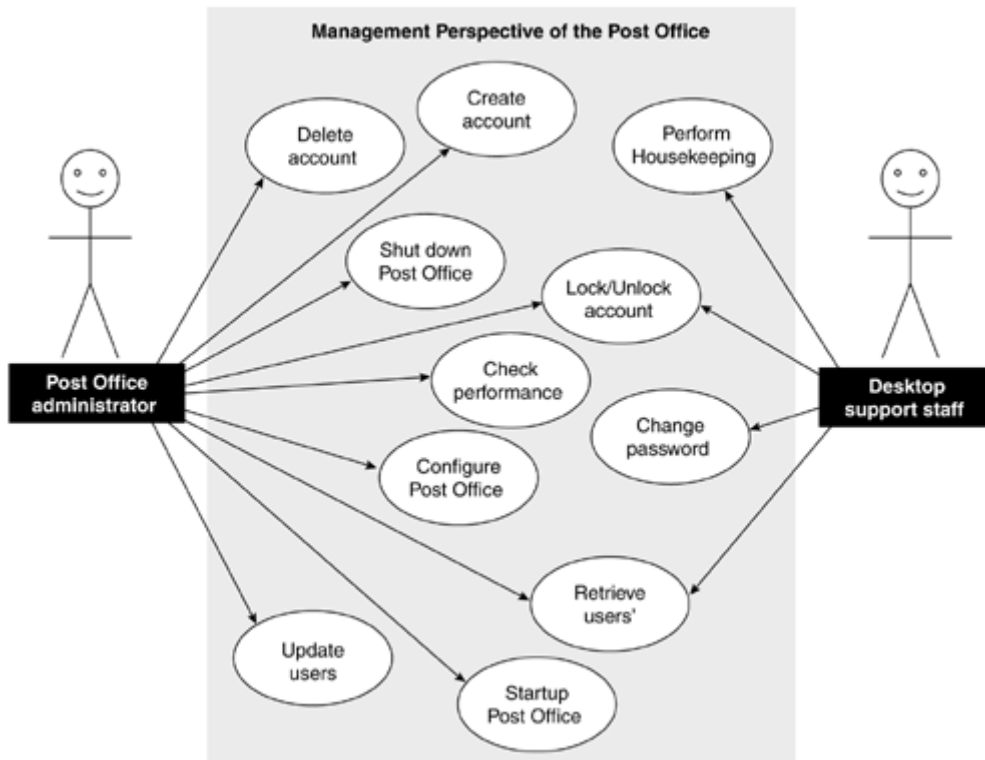 Management Perspective of the Post Office
Create
account
Delete
account
Perform
Housekeeping
Shut down
Post Office
Lock/Unlock
account
Post Office
administrator
Check
performance
Desktop
support staff
Change
password
Configure
Post Office
Retrieve
users'
Update
users
Startup
Post Office